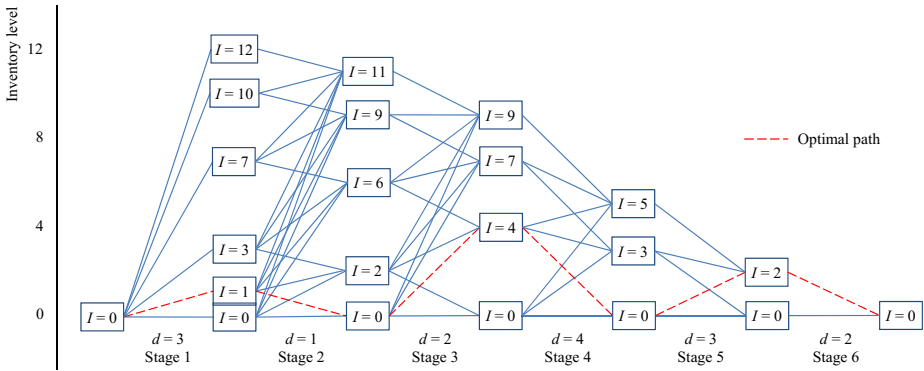 Inventory level
12
8
4
0
I = 0
I = 12
I = 10
I = 7
I = 3
I = 1
I = 0
I = 11
I = 9
I = 6
I = 2
I = 0
I = 9
I = 7
I = 4
I = 0
I = 5
I = 3
I = 0
I = 2
I = 0
I = 0
Optimal path
d = 3
Stage 1
d = 1
Stage 2
d = 2
Stage 3
d = 4
Stage 4
d = 3
Stage 5
d = 2
Stage 6